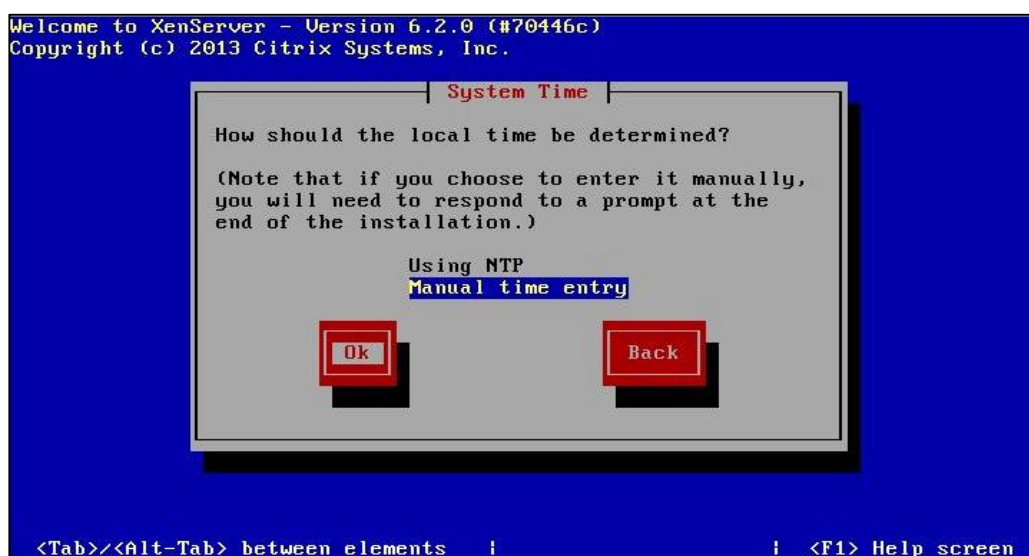 Welcome to XenServer - Version 6.2.0 (#70446c)
Copyright (c) 2013 Citrix Systems, Inc.
System Time
How should the local time be determined?
(Note that if you choose to enter it manually,
you will need to respond to a prompt at the
end of the installation.)
Using NTP
Manual time entry
Ok Back
<Tab>/<Alt-Tab> between elements | | <F1> Help screen